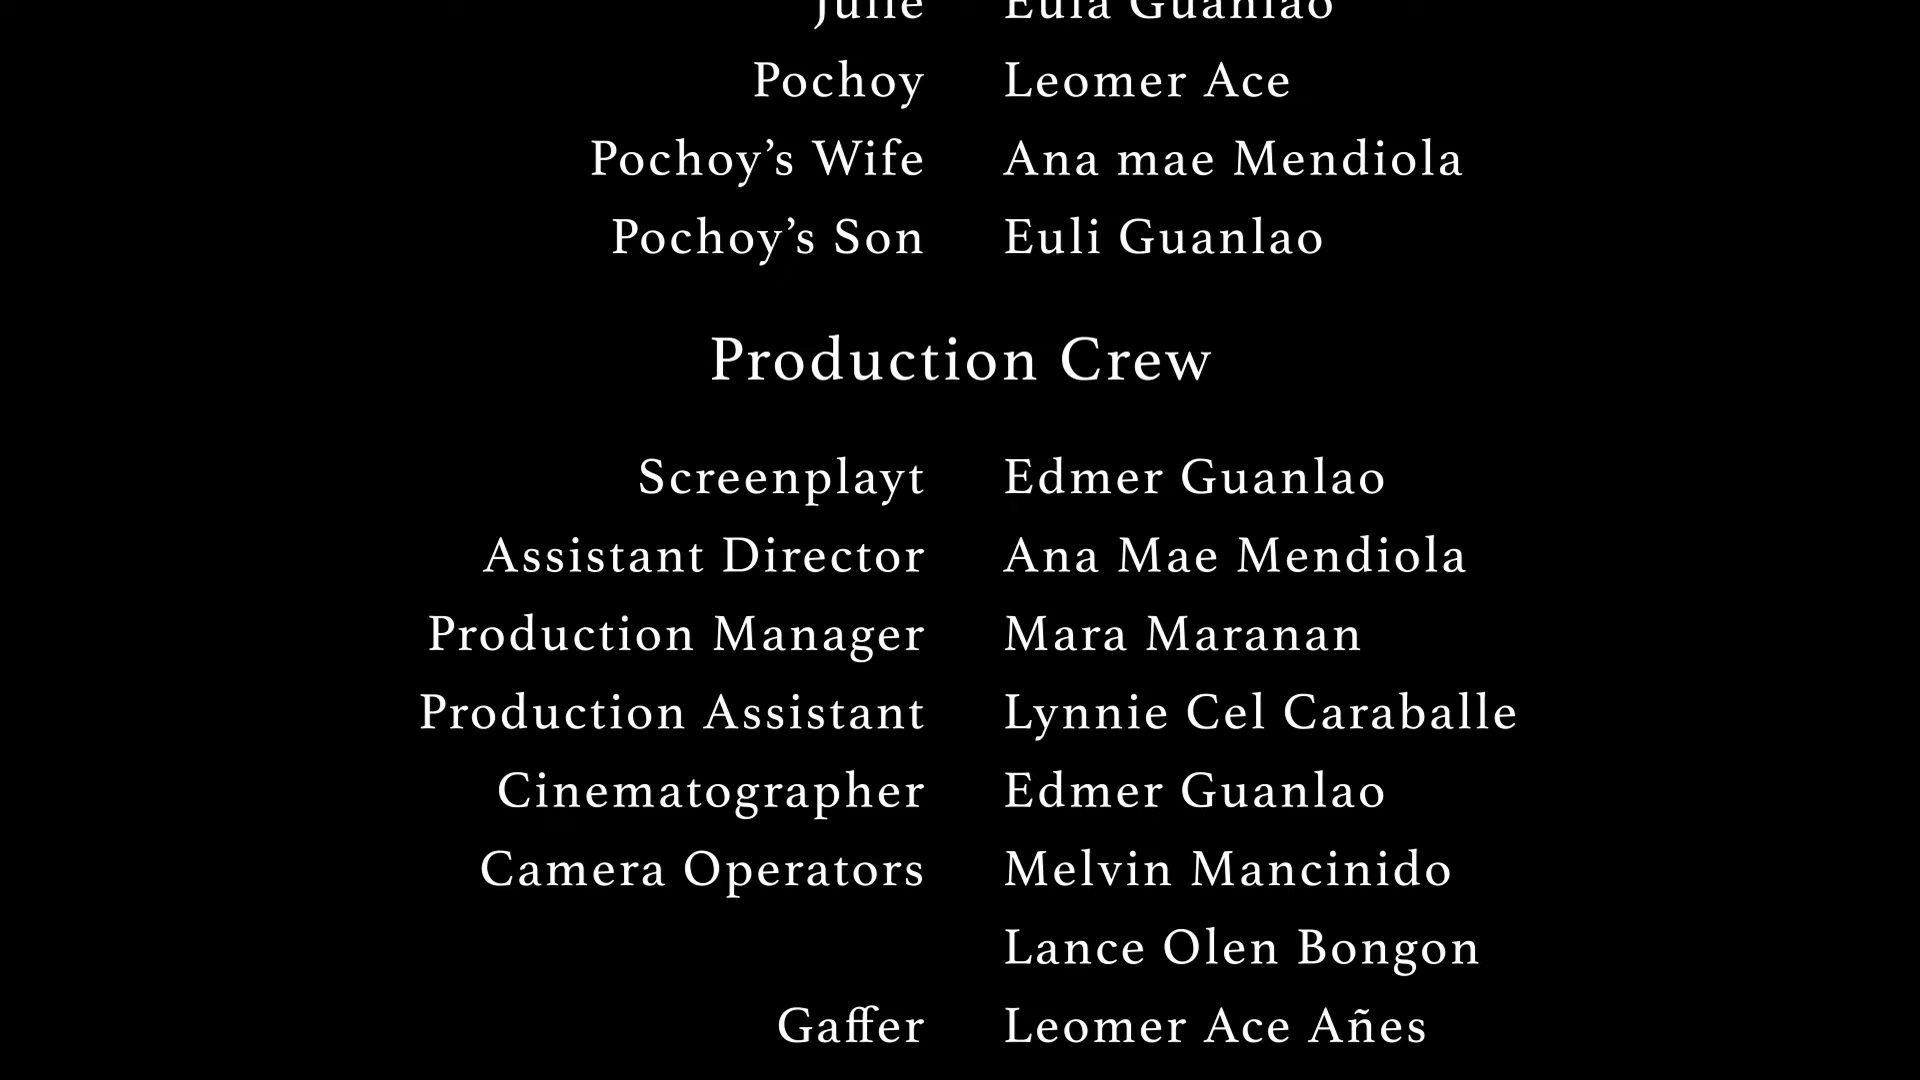 Julie Eula Guanlao
Pochoy Leomer Ace
Pochoy’s Wife Ana mae Mendiola
Pochoy’s Son Euli Guanlao
Production Crew
Screenplayt Edmer Guanlao
Assistant Director Ana Mae Mendiola
Production Manager Mara Maranan
Production Assistant Lynnie Cel Caraballe
Cinematographer Edmer Guanlao
Camera Operators Melvin Mancinido
Lance Olen Bongon
Gaffer Leomer Ace Añes